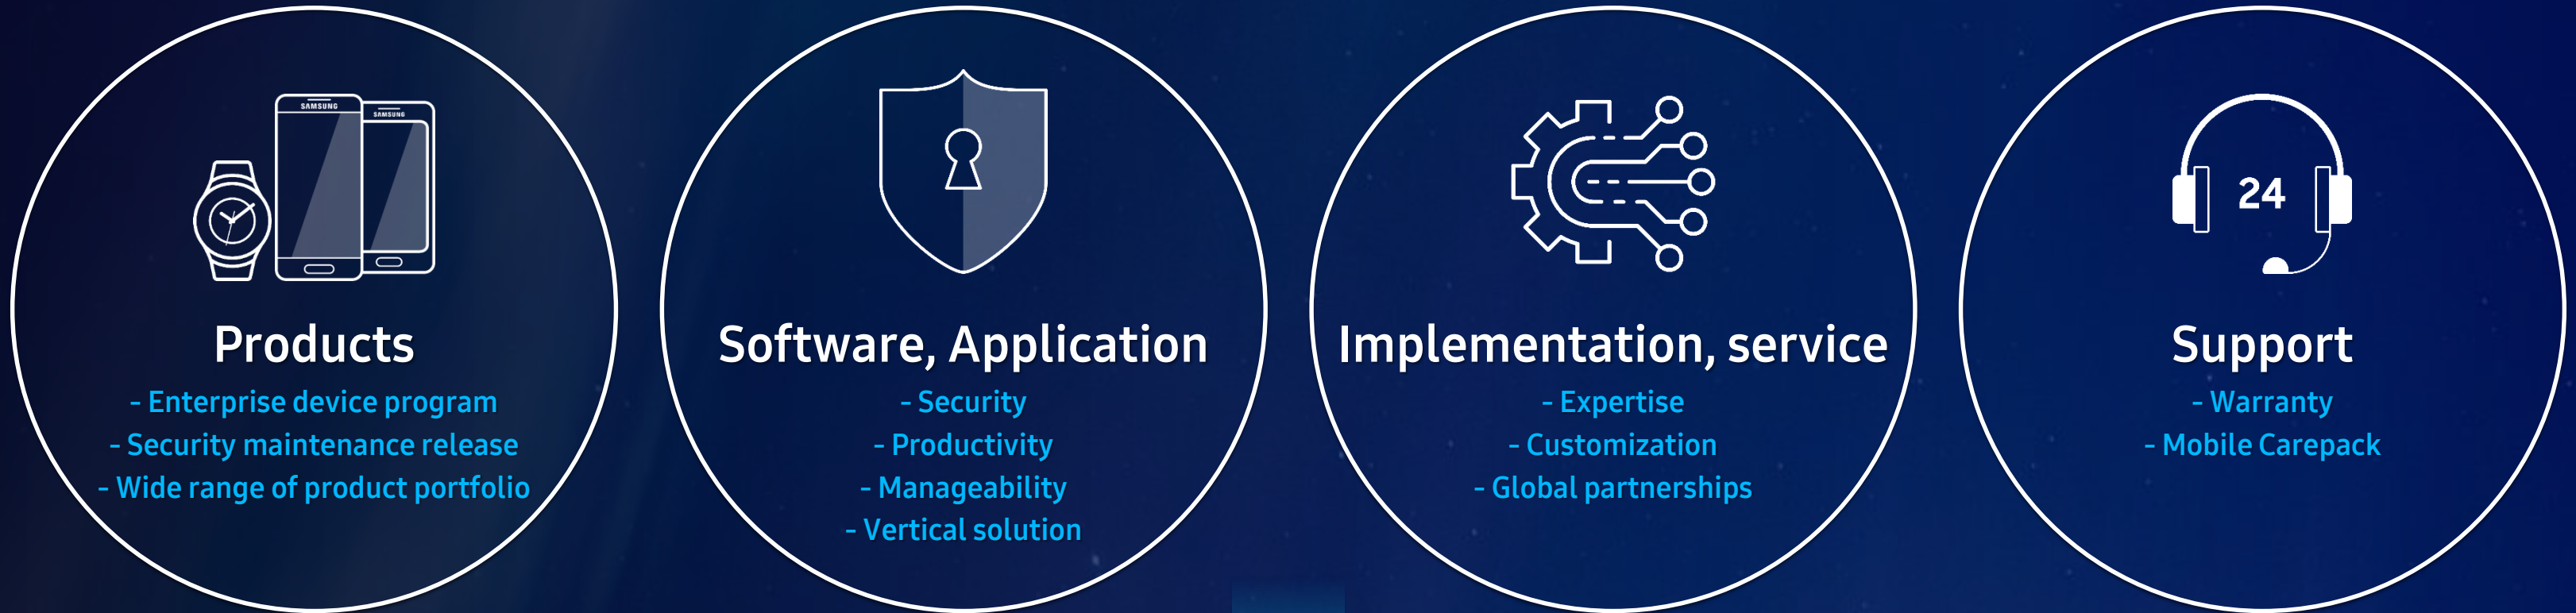 SAMSUNG
SAMSUNG
Products
- Enterprise device program
- Security maintenance release
- Wide range of product portfolio
Software, Application
- Security
- Productivity
- Manageability
- Vertical solution
Implementation, service
- Expertise
- Customization
- Global partnerships
24
Support
- Warranty
- Mobile Carepack